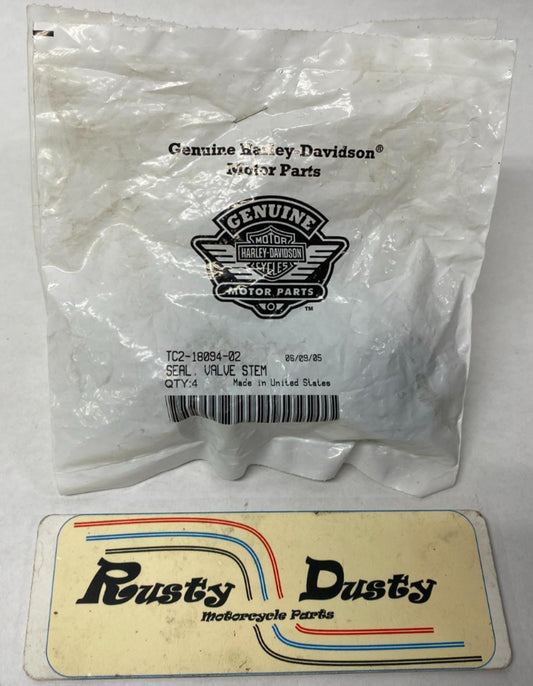 Genuine Harley-Davidson®
Motor Parts
GENUINE
MOTOR
HARLEY-DAVIDSON
CYCLES
MOTOR PARTS
TM
TC2-18094-02 06/09/05
SEAL, VALVE STEM
QTY:4 Made in United States
Rusty Dusty
Motorcycle Parts